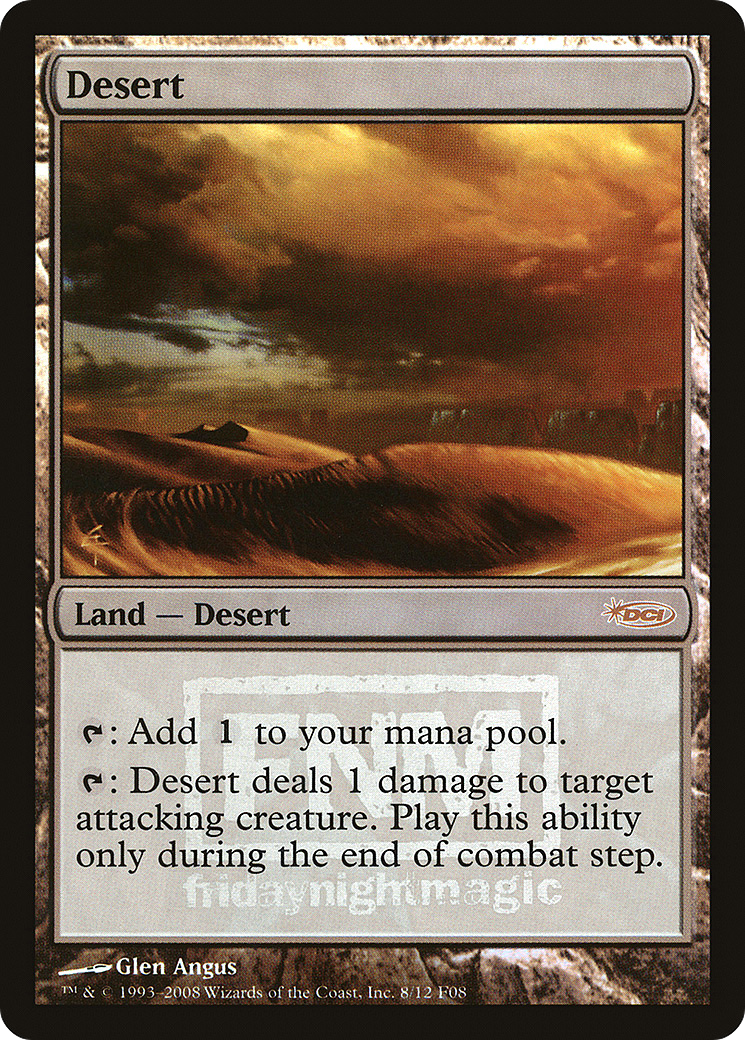 Desert
Land — Desert
DCI
: Add 1 to your mana pool.
: Desert deals 1 damage to target
attacking creature. Play this ability
only during the end of combat step.
FNM
fridaynightmagic
Glen Angus
™ & © 1993–2008 Wizards of the Coast, Inc. 8/12 F08